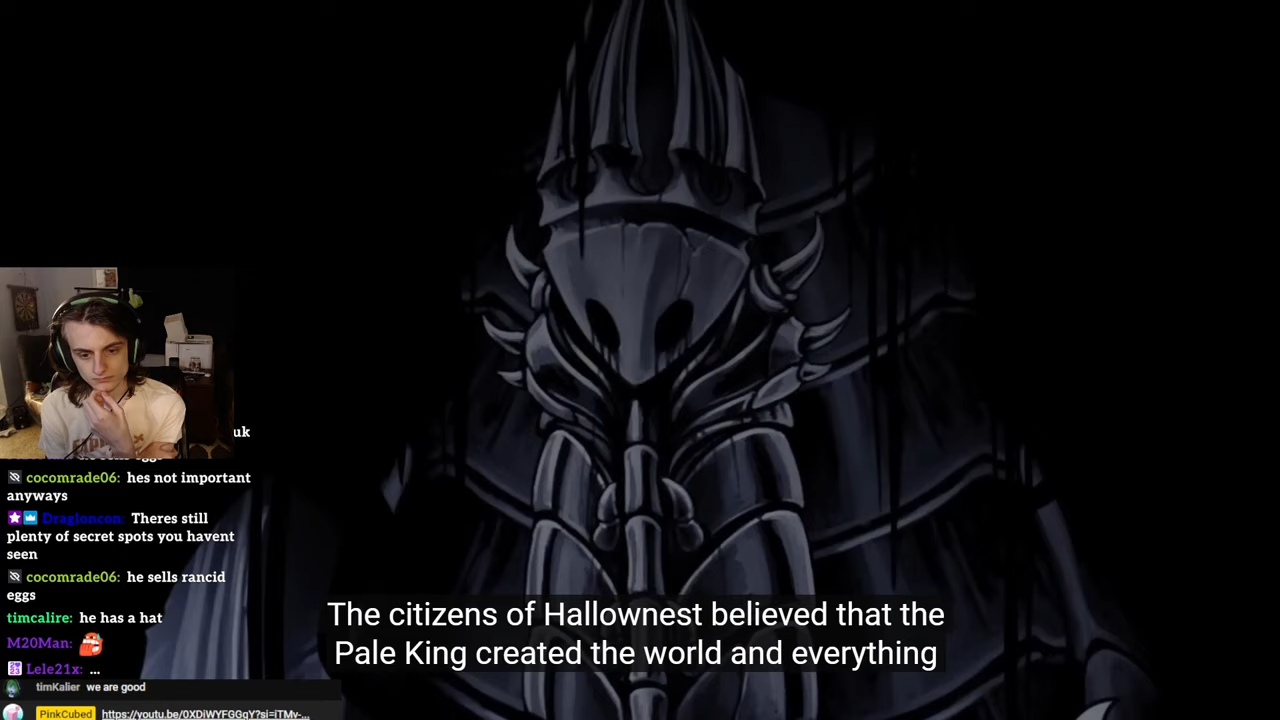 uk
cocomrade06: hes not important
anyways
Dragloncon: Theres still
plenty of secret spots you havent
seen
cocomrade06: he sells rancid
eggs
timcalire: he has a hat
M20Man:
Lele21x: ...
timKalier we are good
PinkCubed https://youtu.be/0XDiWYFGGqY?si=iTMv-...
The citizens of Hallownest believed that the
Pale King created the world and everything